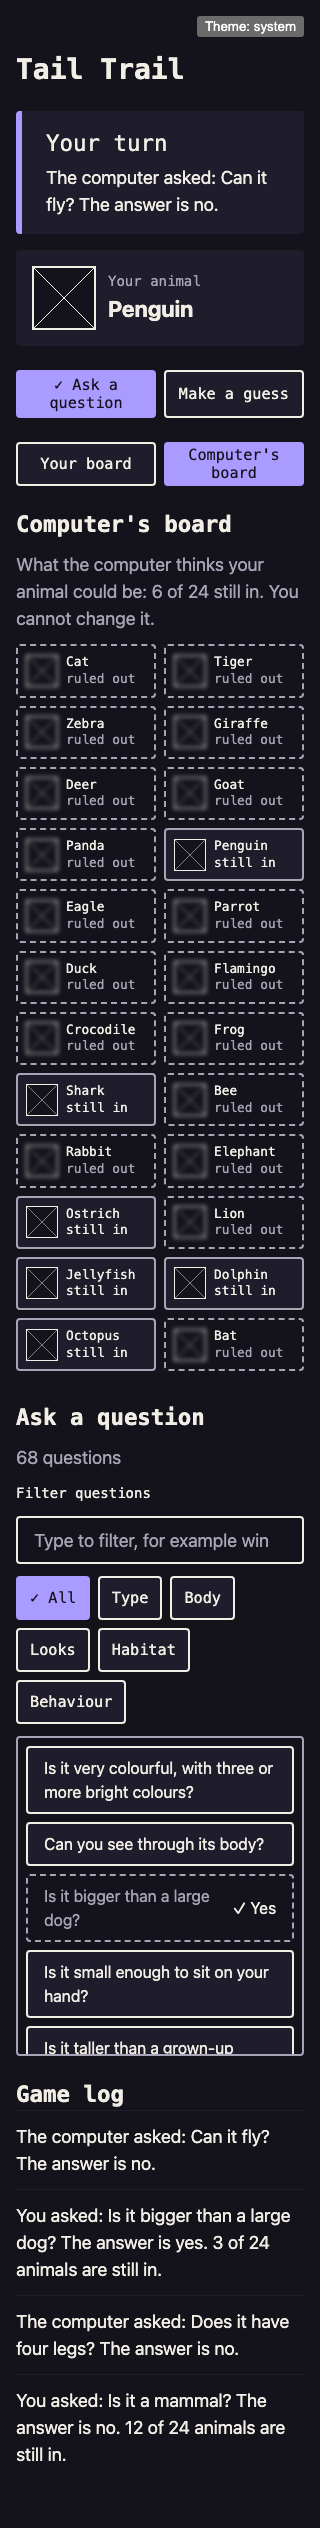 Theme: system
Tail Trail
Your turn
The computer asked: Can it
fly? The answer is no.
Your animal
Penguin
✓ Ask a
question
Make a guess
Your board
Computer's
board
Computer's board
What the computer thinks your
animal could be: 6 of 24 still in. You
cannot change it.
Cat
ruled out
Tiger
ruled out
Zebra
ruled out
Giraffe
ruled out
Deer
ruled out
Goat
ruled out
Panda
ruled out
Penguin
still in
Eagle
ruled out
Parrot
ruled out
Duck
ruled out
Flamingo
ruled out
Crocodile
ruled out
Frog
ruled out
Shark
still in
Bee
ruled out
Rabbit
ruled out
Elephant
ruled out
Ostrich
still in
Lion
ruled out
Jellyfish
still in
Dolphin
still in
Octopus
still in
Bat
ruled out
Ask a question
68 questions
Filter questions
Type to filter, for example win
✓ All
Type
Body
Looks
Habitat
Behaviour
Is it very colourful, with three or
more bright colours?
Can you see through its body?
Is it bigger than a large
dog?
✓ Yes
Is it small enough to sit on your
hand?
Is it taller than a grown-up
Game log
The computer asked: Can it fly?
The answer is no.
You asked: Is it bigger than a large
dog? The answer is yes. 3 of 24
animals are still in.
The computer asked: Does it have
four legs? The answer is no.
You asked: Is it a mammal? The
answer is no. 12 of 24 animals are
still in.